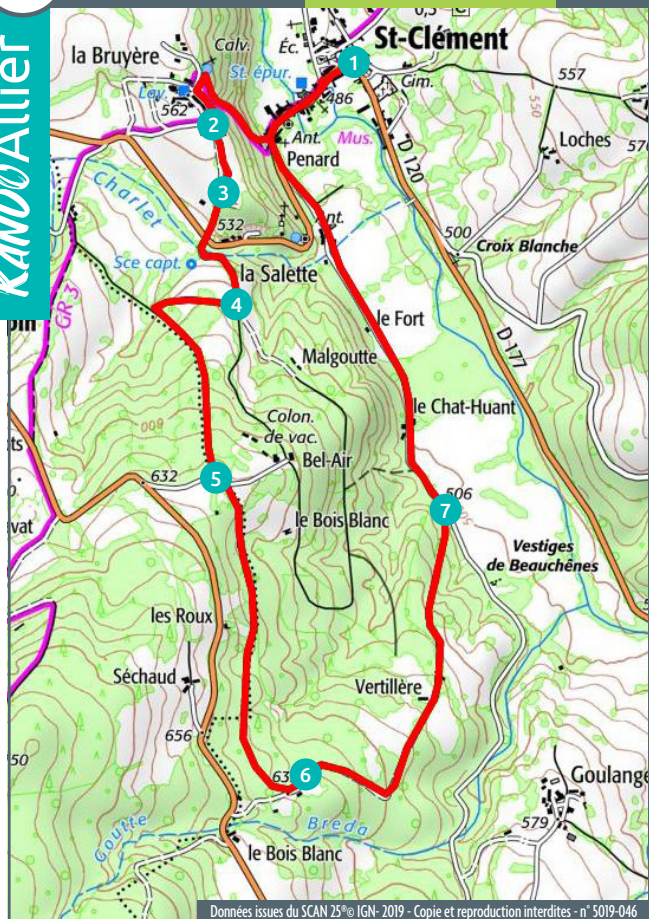 KANDOAllier
la Bruyère
Calv.
Éc.
St-Clément
1
St. épur.
486
Gim.
557
550
Lav.
562
2
Ant.
Mus.
Penard
D 120
Loches
Charlet
3
532
Ant.
500
Croix Blanche
Sce capt.
la Salette
GR 3
4
le Fort
D 177
Malgoutte
600
le Chat-Huant
Colon.
de vac.
632
5
Bel-Air
506
7
le Bois Blanc
Vestiges
de Beauchênes
les Roux
Séchaud
Vertillère
656
6
Goulange
579
Goutte
Breda
le Bois Blanc
Données issues du SCAN 25®© IGN- 2019 - Copie et reproduction interdites - n° 5019-046